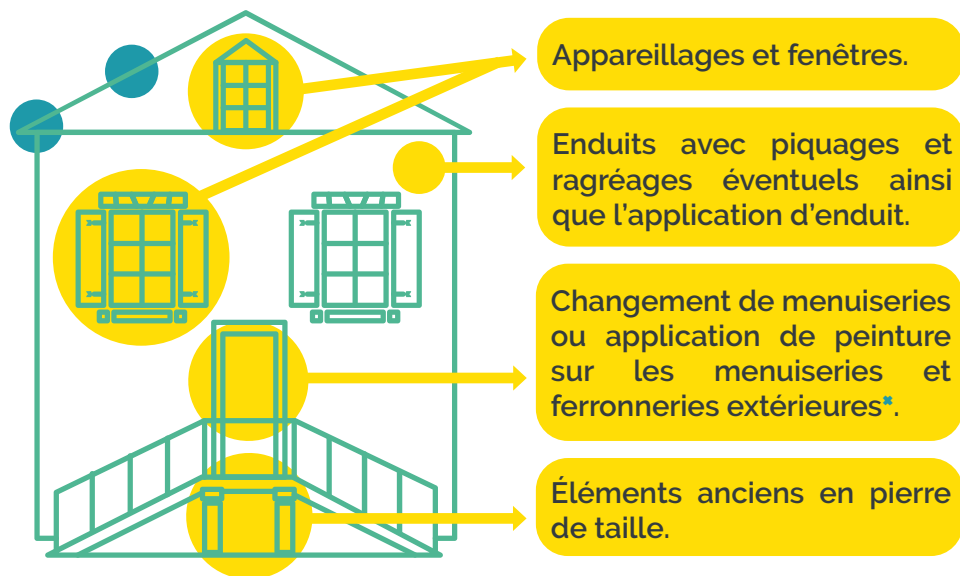 Appareillages et fenêtres.
Enduits avec piquages et
ragréages éventuels ainsi
que l'application d'enduit.
Changement de menuiseries
ou application de peinture
sur les menuiseries et
ferronneries extérieures*.
Éléments anciens en pierre
de taille.